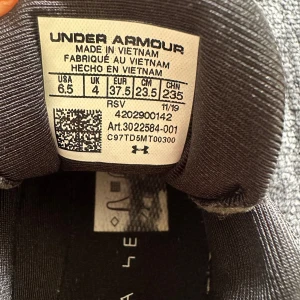 UNDER ARMOUR
MADE IN VIETNAM
FABRIQUÉ AU VIETNAM
HECHO EN VIETNAM
USA UK EUR CM CHN
6.5 4 37.5 23.5 235
RSV 11/19
4202900142
Art.3022584-001
C97TD5MT00300